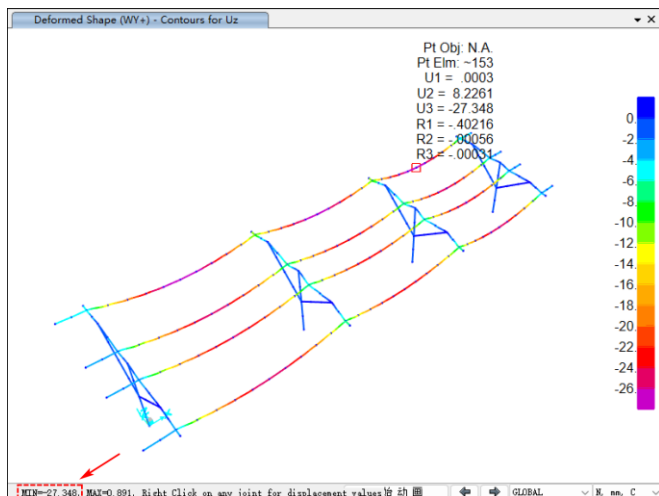 Deformed Shape (WY+) - Contours for Uz
Pt Obj: N.A.
Pt Elm: ~153
U1 = .0003
U2 = 8.2261
U3 = -27.348
R1 = -.40216
R2 = -.00056
R3 = -.00031
0.
-2.
-4.
-6.
-8.
-10.
-12.
-14.
-16.
-18.
-20.
-22.
-24.
-26.
MIN=-27.348, MAX=0.891, Right Click on any joint for displacement values
动画
GLOBAL
N, mm, C